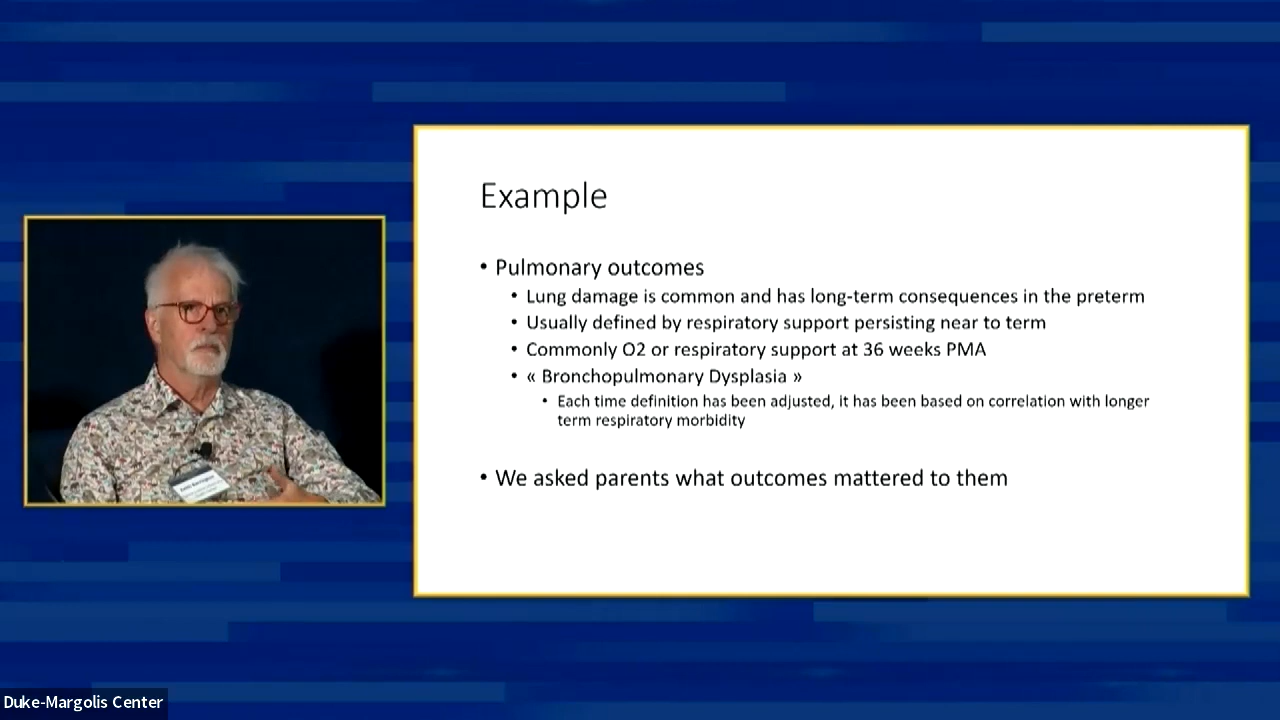 Example
• Pulmonary outcomes
• Lung damage is common and has long-term consequences in the preterm
• Usually defined by respiratory support persisting near to term
• Commonly O2 or respiratory support at 36 weeks PMA
• « Bronchopulmonary Dysplasia »
• Each time definition has been adjusted, it has been based on correlation with longer
term respiratory morbidity
• We asked parents what outcomes mattered to them
Duke-Margolis Center